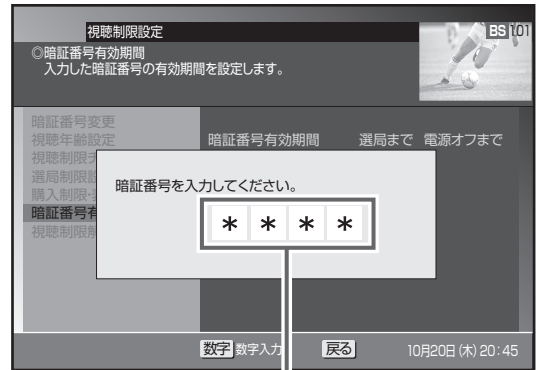 視聴制限設定
BS 101
◎暗証番号有効期間
入力した暗証番号の有効期間を設定します。
暗証番号変更
視聴年齢設定
視聴制限
選局制限設
購入制限・
暗証番号有
視聴制限解
暗証番号有効期間 選局まで 電源オフまで
暗証番号を入力してください。
* * * *
数字 数字入力 戻る 10月20日(木)20:45